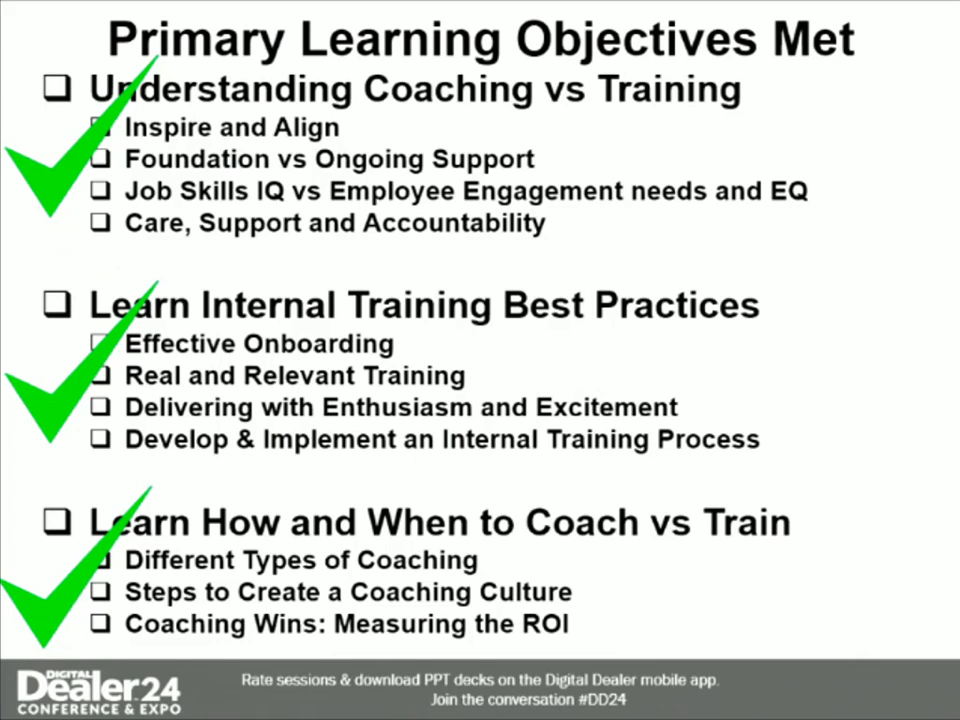 Primary Learning Objectives Met
Understanding Coaching vs Training
Inspire and Align
Foundation vs Ongoing Support
Job Skills IQ vs Employee Engagement needs and EQ
Care, Support and Accountability
Learn Internal Training Best Practices
Effective Onboarding
Real and Relevant Training
Delivering with Enthusiasm and Excitement
Develop & Implement an Internal Training Process
Learn How and When to Coach vs Train
Different Types of Coaching
Steps to Create a Coaching Culture
Coaching Wins: Measuring the ROI
DIGITAL
Dealer 24
CONFERENCE & EXPO
Rate sessions & download PPT decks on the Digital Dealer mobile app.
Join the conversation #DD24